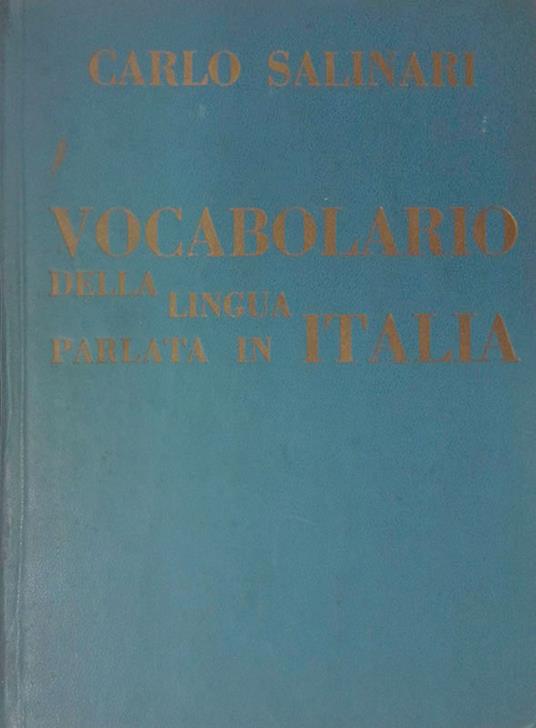 CARLO SALINARI
VOCABOLARIO
DELLA LINGUA
PARLATA IN ITALIA